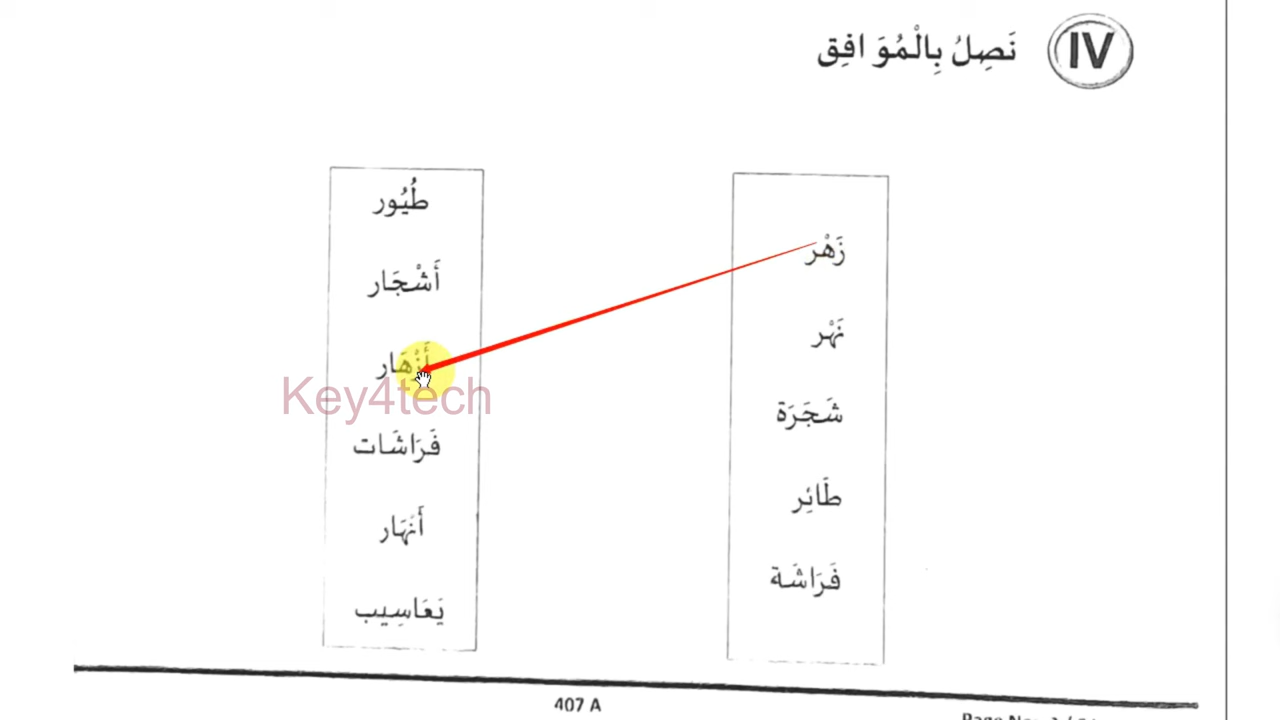 IV نَصِلُ بِالْمُوَافِق
زَهْر
نَهْر
شَجَرَة
طَائِر
فَرَاشَة
طُيُور
أَشْجَار
أَزْهَار
فَرَاشَات
أَنْهَار
يَعَاسِيب
Key4tech
407 A